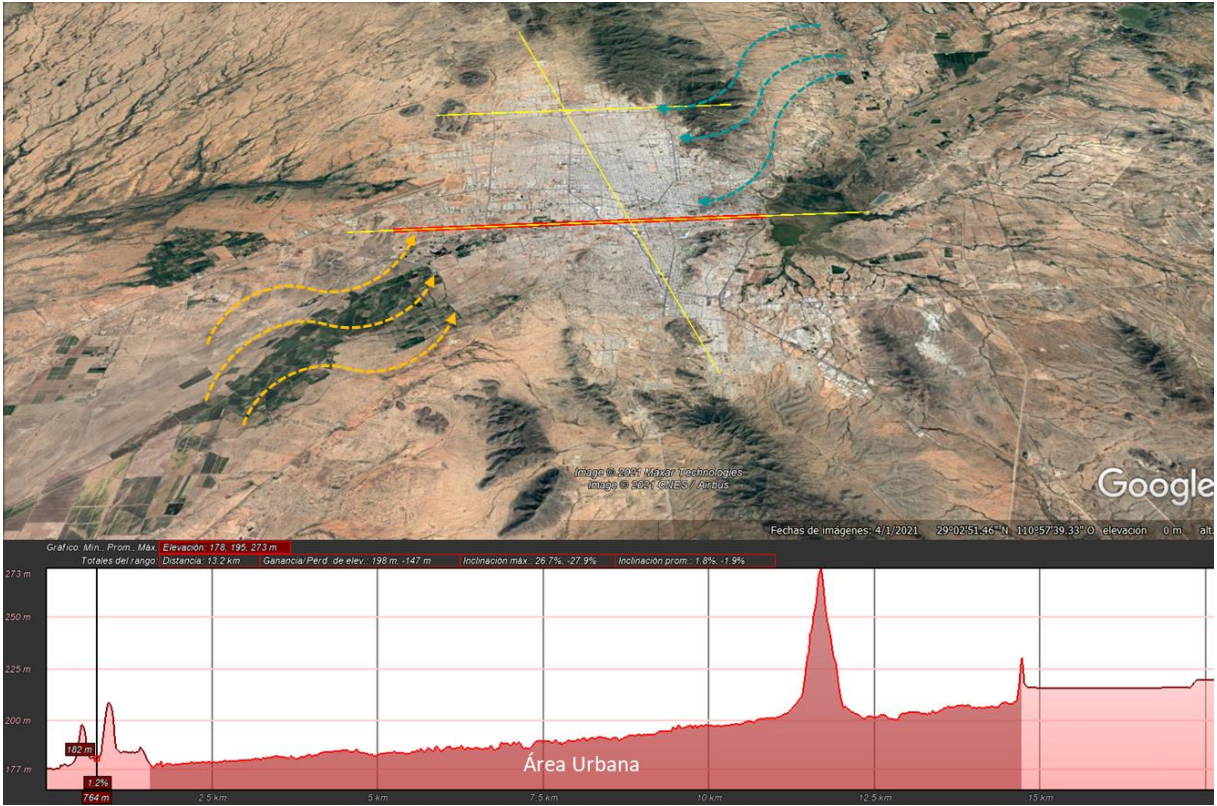 Image © 2021 Maxar Technologies
Image © 2021 CNES / Airbus
Google
Fechas de imágenes: 4/1/2021 29°02'51.46" N 110°57'39.33" O elevación 0 m alt.
Gráfico: Mín., Prom., Máx. Elevación: 178, 195, 273 m
Totales del rango: Distancia: 13.2 km Ganancia/Pérd. de elev.: 198 m, -147 m Inclinación máx.: 26.7%, -27.9% Inclinación prom.: 1.8%, -1.9%
273 m
250 m
225 m
200 m
182 m
177 m
Área Urbana
1.2%
764 m 2.5 km 5 km 7.5 km 10 km 12.5 km 15 km